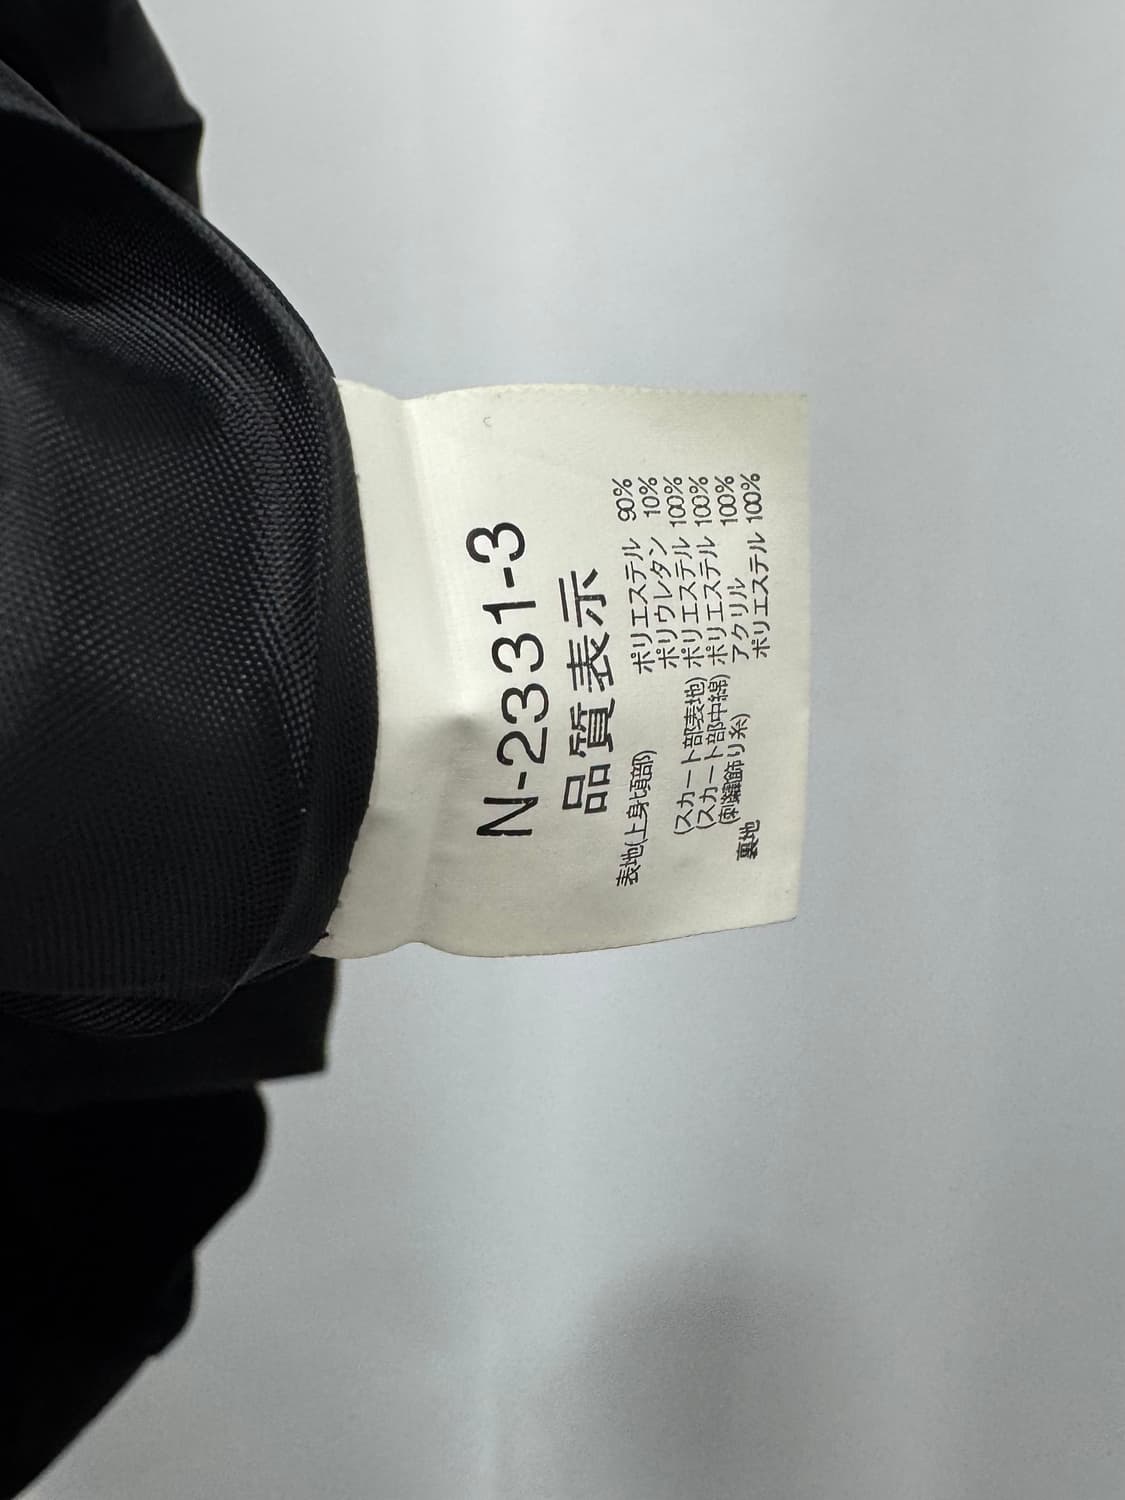 N-2331-3
品質表示
表地(上身頃部) ポリエステル 90%
ポリウレタン 10%
(スカート部表地) ポリエステル 100%
(スカート部中綿) ポリエステル 100%
(刺繍飾り糸) アクリル 100%
裏地 ポリエステル 100%